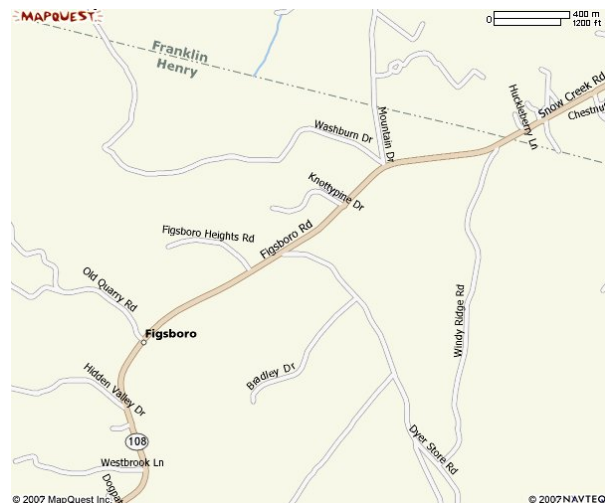 MAPQUEST
0 400 m
1200 ft
Franklin
Henry
Snow Creek Rd
Huckleberry Ln
Chestnut
Mountain Dr
Washburn Dr
Knottypine Dr
Figsboro Heights Rd
Figsboro Rd
Old Quarry Rd
Windy Ridge Rd
Figsboro
Bradley Dr
Hidden Valley Dr
108
Dyer Store Rd
Westbrook Ln
Dogpat
© 2007 MapQuest Inc.
© 2007 NAVTEQ